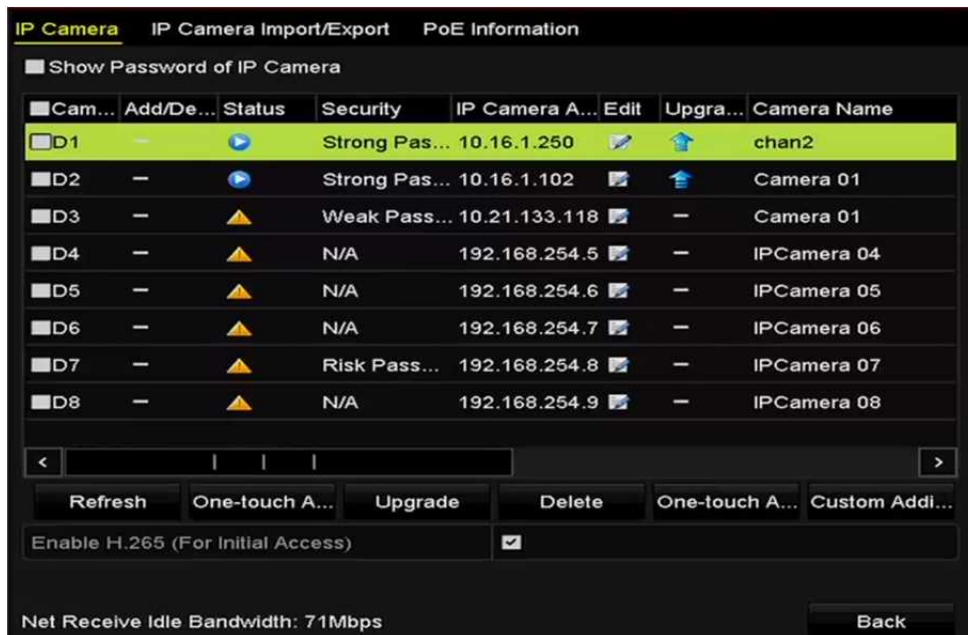 IP Camera IP Camera Import/Export PoE Information
Show Password of IP Camera
Cam... Add/De... Status Security IP Camera A... Edit Upgra... Camera Name
D1 — Strong Pas... 10.16.1.250 chan2
D2 — Strong Pas... 10.16.1.102 Camera 01
D3 — Weak Pass... 10.21.133.118 — Camera 01
D4 — N/A 192.168.254.5 — IPCamera 04
D5 — N/A 192.168.254.6 — IPCamera 05
D6 — N/A 192.168.254.7 — IPCamera 06
D7 — Risk Pass... 192.168.254.8 — IPCamera 07
D8 — N/A 192.168.254.9 — IPCamera 08
< >
Refresh One-touch A... Upgrade Delete One-touch A... Custom Addi...
Enable H.265 (For Initial Access)
Net Receive Idle Bandwidth: 71Mbps Back